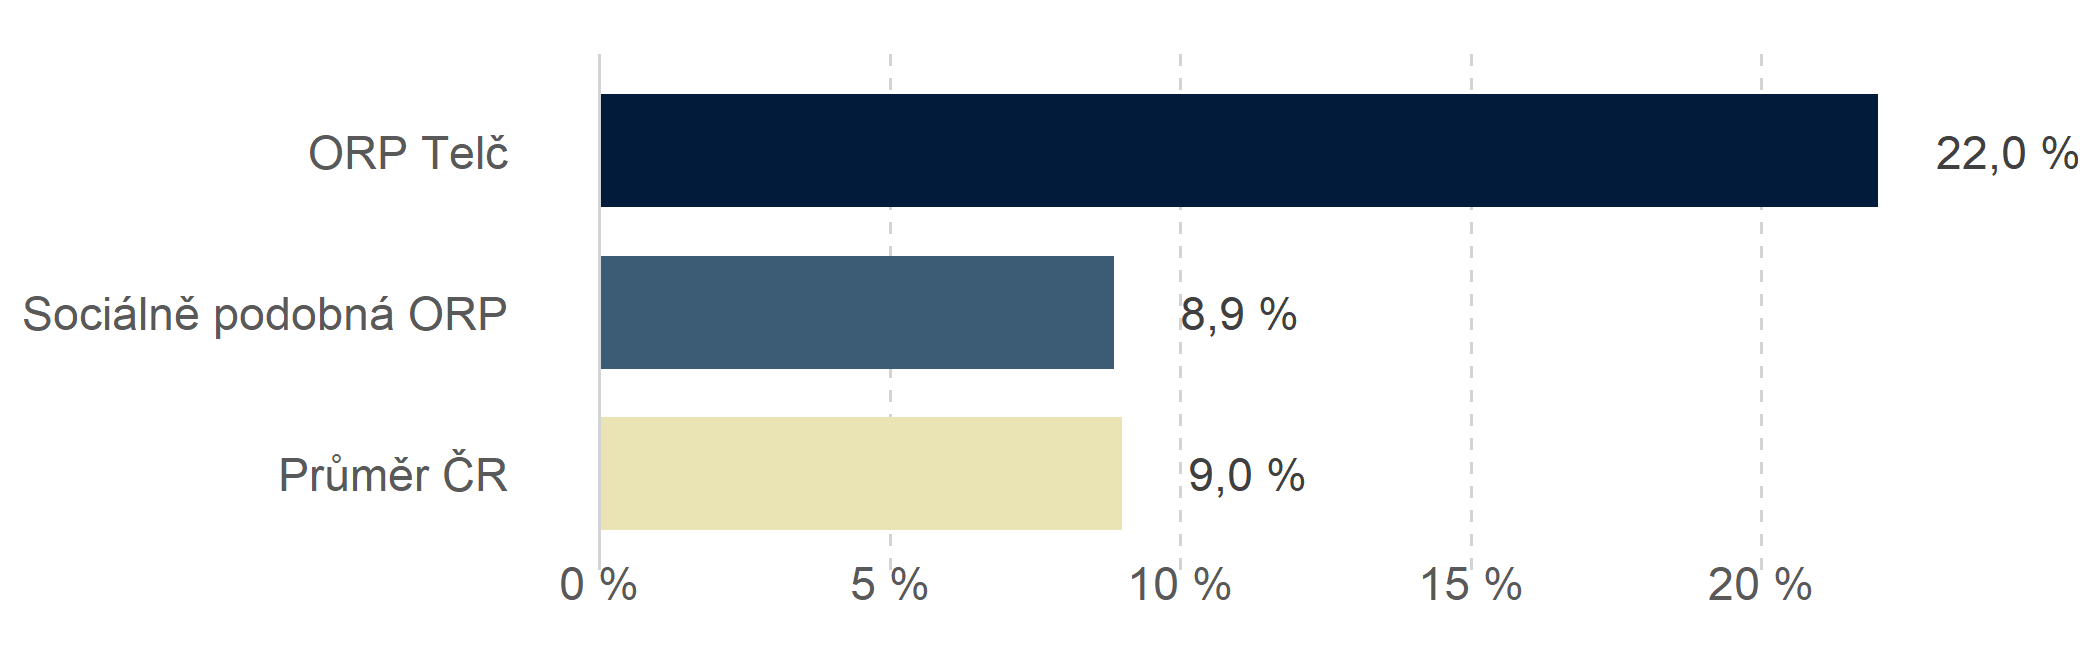 ORP Telč
22,0 %
Sociálně podobná ORP
8,9 %
Průměr ČR
9,0 %
0 %
5 %
10 %
15 %
20 %